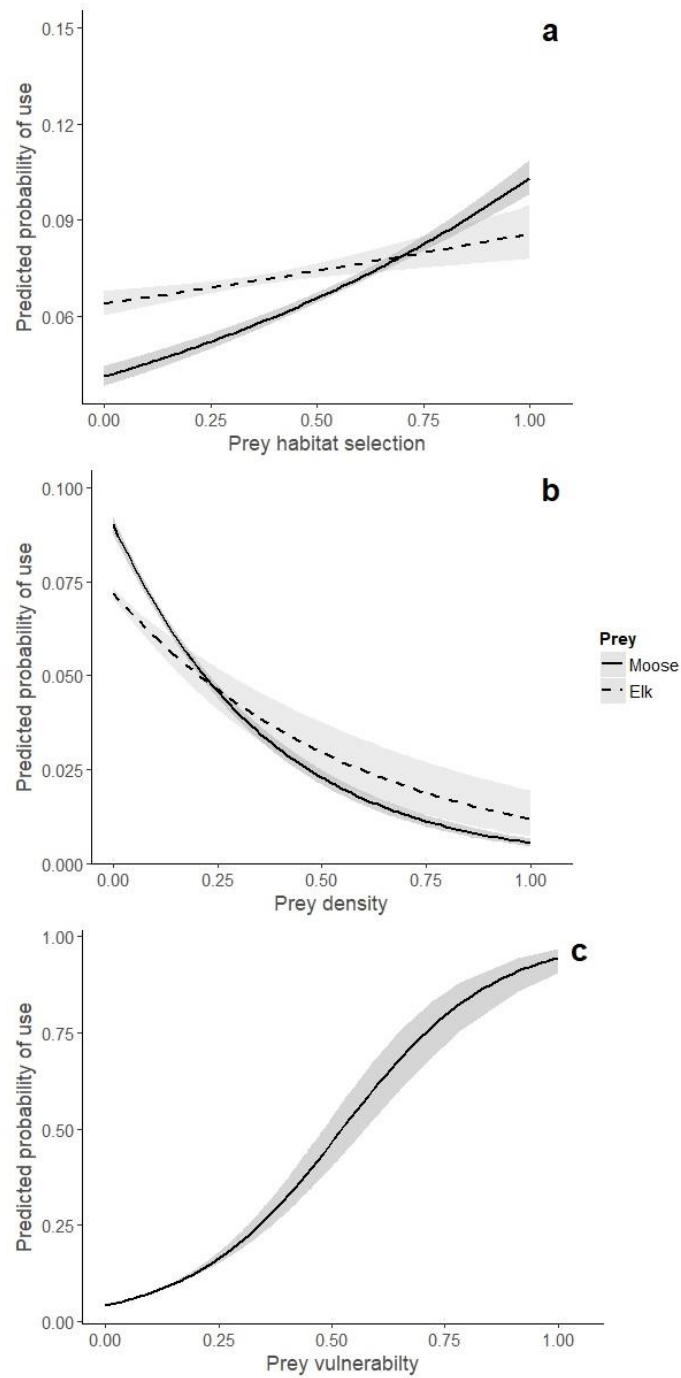 a
0.15
0.12
0.09
0.06
Predicted probability of use
0.00 0.25 0.50 0.75 1.00
Prey habitat selection
b
0.100
0.075
0.050
0.025
0.000
Predicted probability of use
0.00 0.25 0.50 0.75 1.00
Prey density
Prey
Moose
Elk
c
1.00
0.75
0.50
0.25
0.00
Predicted probability of use
0.00 0.25 0.50 0.75 1.00
Prey vulnerabilty